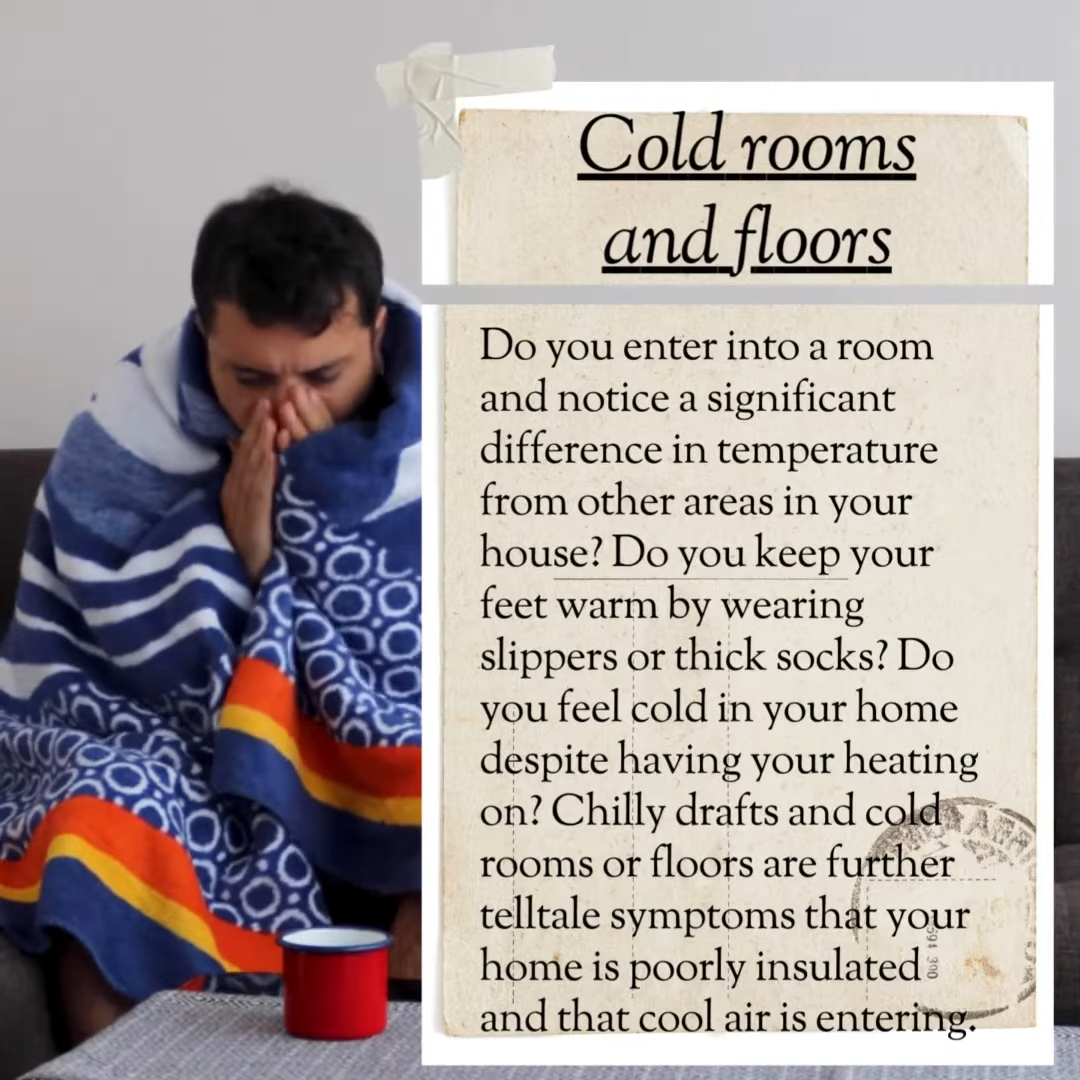 Cold rooms
and floors
Do you enter into a room
and notice a significant
difference in temperature
from other areas in your
house? Do you keep your
feet warm by wearing
slippers or thick socks? Do
you feel cold in your home
despite having your heating
on? Chilly drafts and cold
rooms or floors are further
telltale symptoms that your
home is poorly insulated
and that cool air is entering.